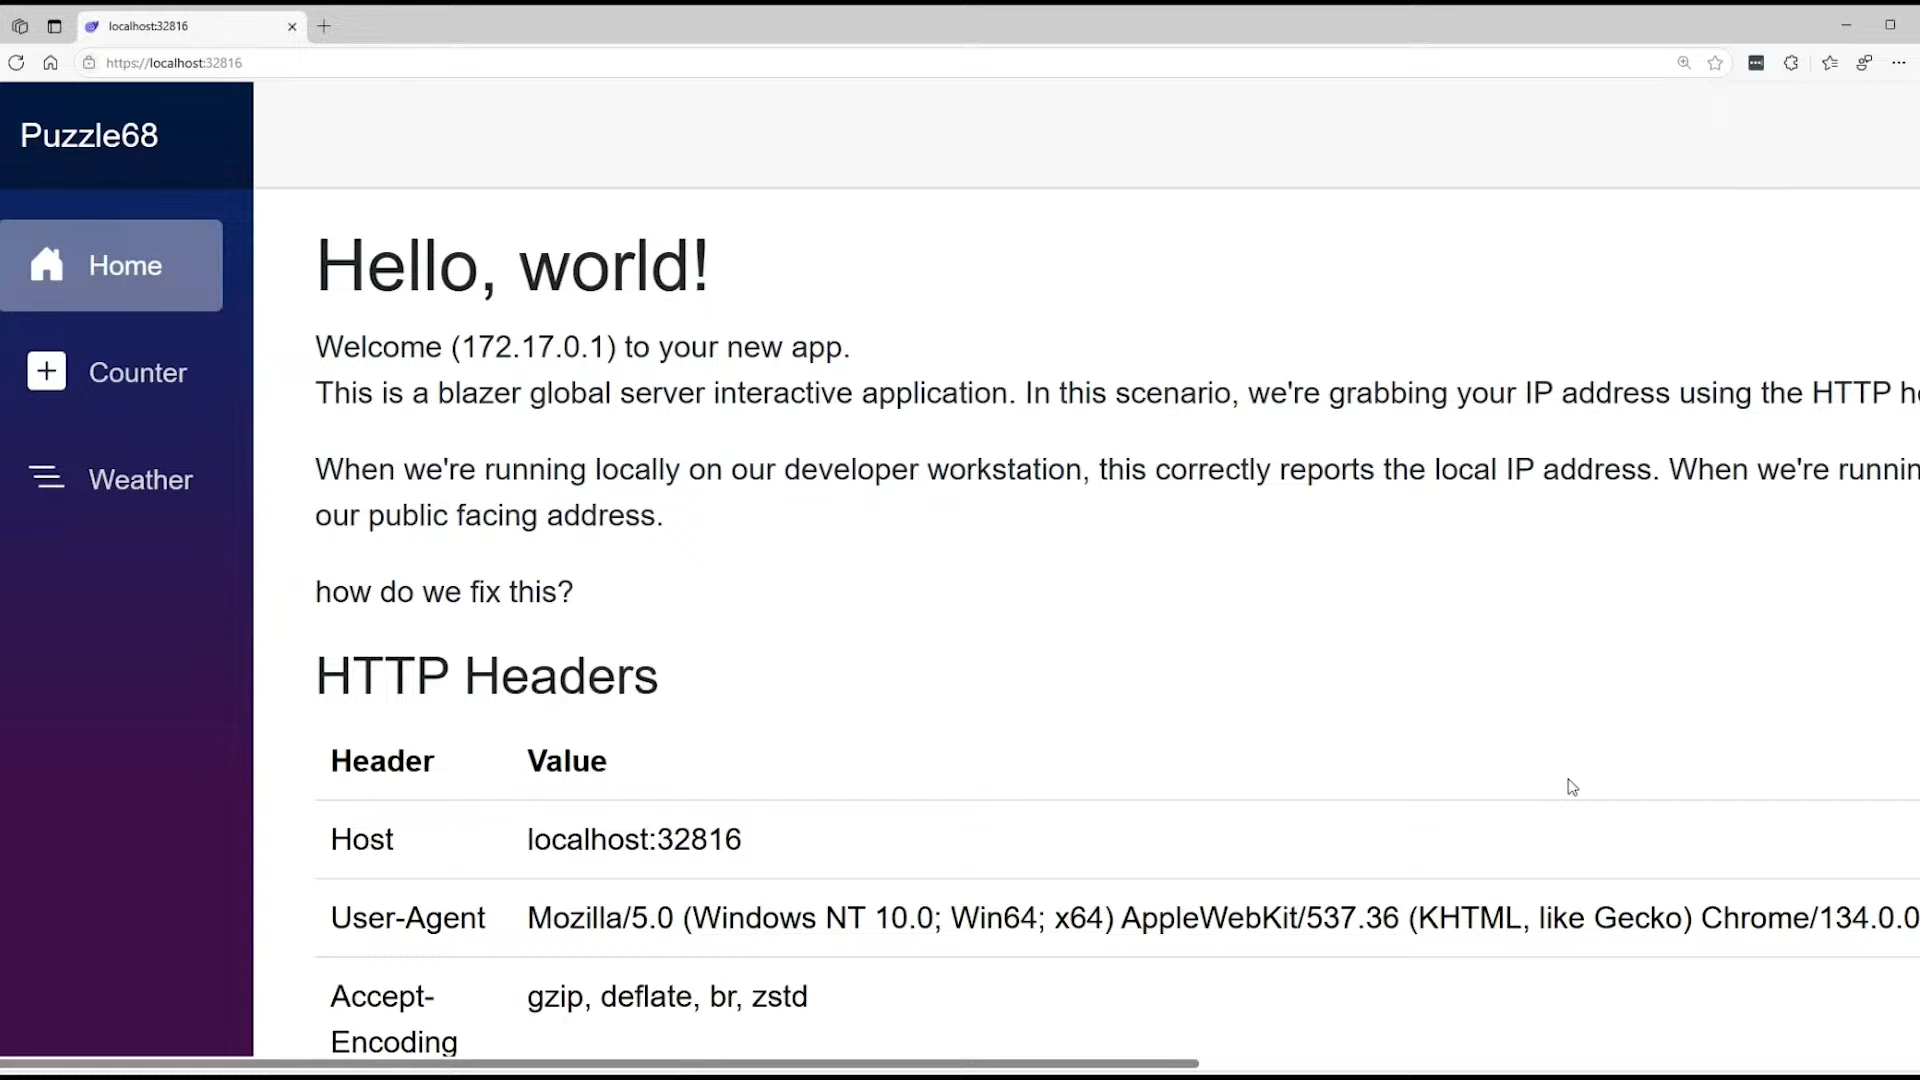 localhost:32816
https://localhost:32816
Puzzle68
Home
Counter
Weather
Hello, world!
Welcome (172.17.0.1) to your new app.
This is a blazer global server interactive application. In this scenario, we're grabbing your IP address using the HTTP
When we're running locally on our developer workstation, this correctly reports the local IP address. When we're
our public facing address.
how do we fix this?
HTTP Headers
Header Value
Host localhost:32816
User-Agent Mozilla/5.0 (Windows NT 10.0; Win64; x64) AppleWebKit/537.36 (KHTML, like Gecko) Chrome/134.0.0
Accept-
Encoding gzip, deflate, br, zstd